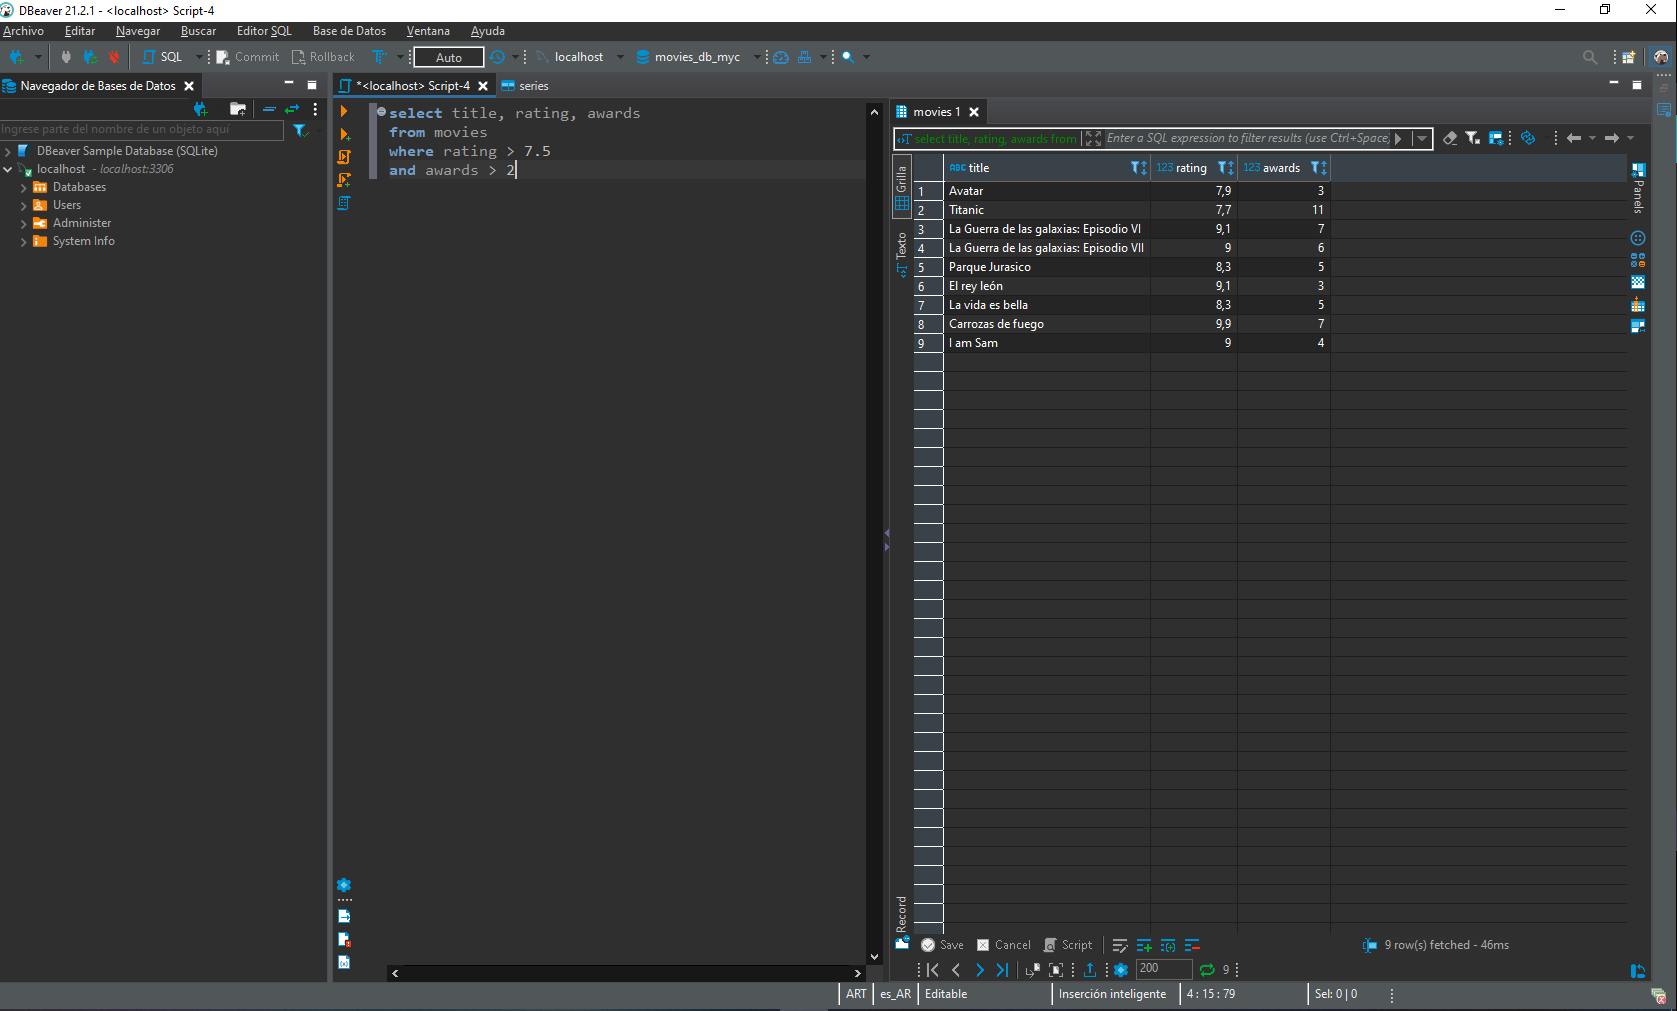 DBeaver 21.2.1 - <localhost> Script-4
Archivo Editar Navegar Buscar Editor SQL Base de Datos Ventana Ayuda
SQL Commit Rollback Auto localhost movies_db_myc
Navegador de Bases de Datos
Ingrese parte del nombre de un objeto aquí
DBeaver Sample Database (SQLite)
localhost - localhost:3306
Databases
Users
Administer
System Info
*<localhost> Script-4 series
select title, rating, awards
from movies
where rating > 7.5
and awards > 2
movies 1
select title, rating, awards from Enter a SQL expression to filter results (use Ctrl+Space)
Grilla
Texto
Record
ABC title 123 rating 123 awards
1 Avatar 7,9 3
2 Titanic 7,7 11
3 La Guerra de las galaxias: Episodio VI 9,1 7
4 La Guerra de las galaxias: Episodio VII 9 6
5 Parque Jurasico 8,3 5
6 El rey león 9,1 3
7 La vida es bella 8,3 5
8 Carrozas de fuego 9,9 7
9 I am Sam 9 4
Panels
Save Cancel Script 9 row(s) fetched - 46ms
200 9
ART es_AR Editable Inserción inteligente 4 : 15 : 79 Sel: 0 | 0